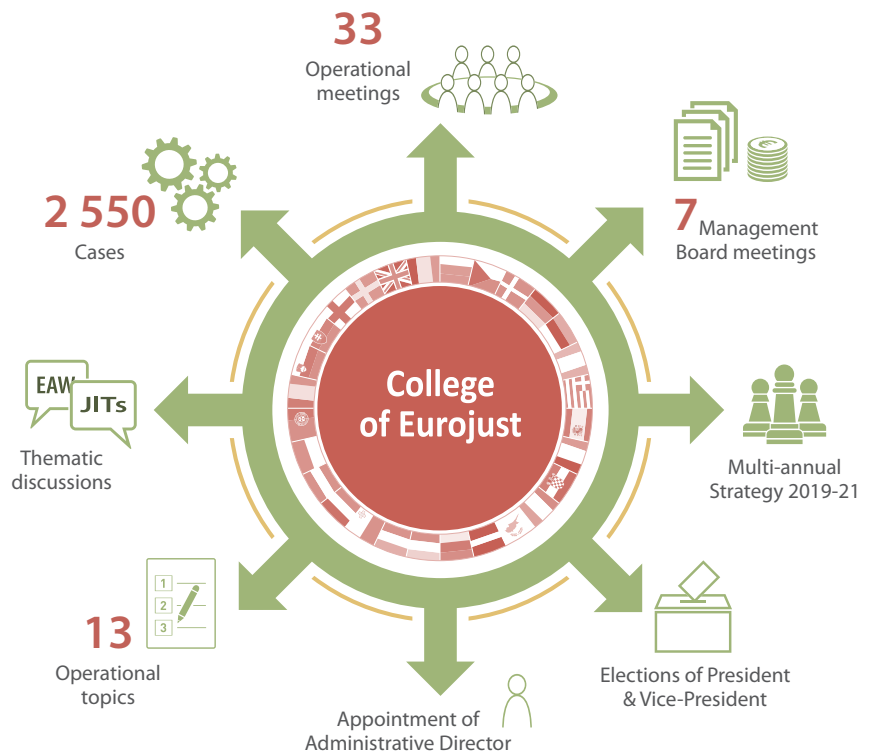 33
Operational
meetings
2 550
Cases
7 Management
Board meetings
College
of Eurojust
EAW
JITs
Thematic
discussions
Multi-annual
Strategy 2019-21
1
2
3
13
Operational
topics
Elections of President
& Vice-President
Appointment of
Administrative Director
€